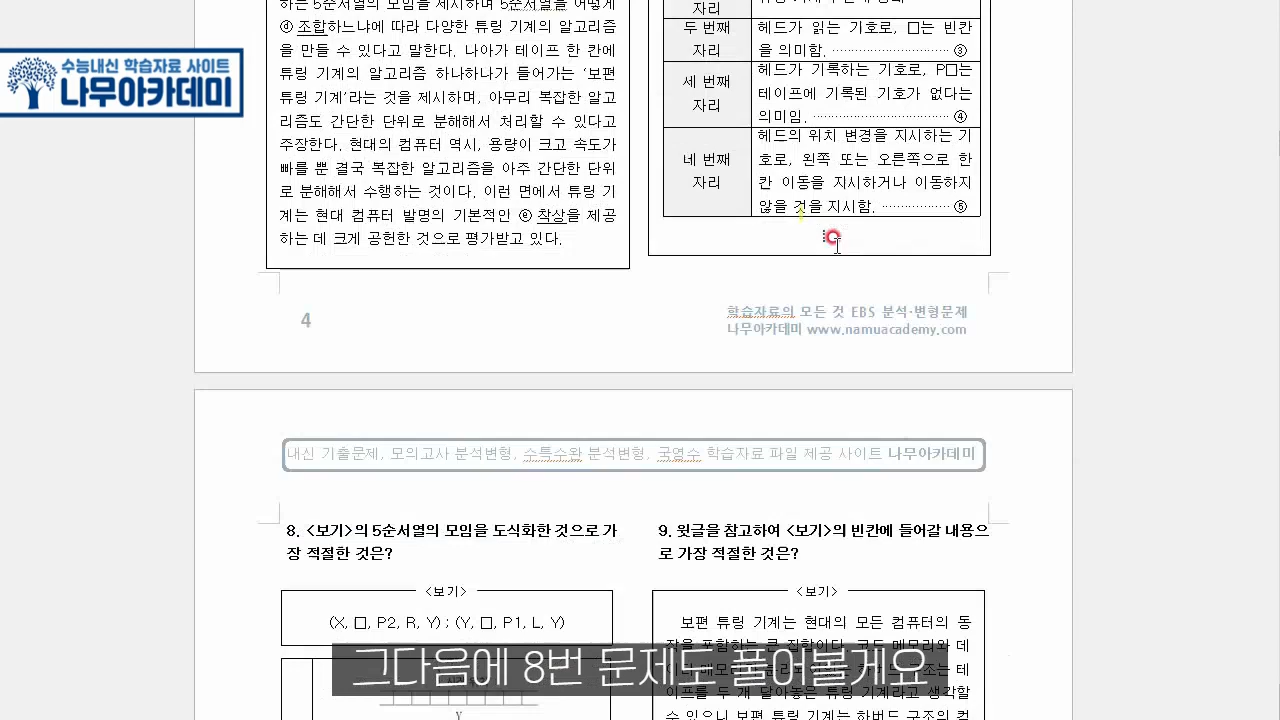 하는 5순서열의 모임을 제시하며 5순서열을 어떻게
ⓓ 조합하느냐에 따라 다양한 튜링 기계의 알고리즘
을 만들 수 있다고 말한다. 나아가 테이프 한 칸에
튜링 기계의 알고리즘 하나하나가 들어가는 ‘보편
튜링 기계’라는 것을 제시하며, 아무리 복잡한 알고
리즘도 간단한 단위로 분해해서 처리할 수 있다고
주장한다. 현대의 컴퓨터 역시, 용량이 크고 속도가
빠를 뿐 결국 복잡한 알고리즘을 아주 간단한 단위
로 분해해서 수행하는 것이다. 이런 면에서 튜링 기
계는 현대 컴퓨터 발명의 기본적인 ⓔ 착상을 제공
하는 데 크게 공헌한 것으로 평가받고 있다.
수능내신 학습자료 사이트
나무아카데미
자리
두 번째
자리
헤드가 읽는 기호로, □는 빈칸
을 의미함. ··················· ③
세 번째
자리
헤드가 기록하는 기호로, P□는
테이프에 기록된 기호가 없다는
의미임. ······················ ④
네 번째
자리
헤드의 위치 변경을 지시하는 기
호로, 왼쪽 또는 오른쪽으로 한
칸 이동을 지시하거나 이동하지
않을 것을 지시함. ··········· ⑤
4
학습자료의 모든 것 EBS 분석·변형문제
나무아카데미 www.namuacademy.com
내신 기출문제, 모의고사 분석변형, 수특수완 분석변형, 국영수 학습자료 파일 제공 사이트 나무아카데미
8. <보기>의 5순서열의 모임을 도식화한 것으로 가
장 적절한 것은?
<보기>
(X, □, P2, R, Y) ; (Y, □, P1, L, Y)
Y
9. 윗글을 참고하여 <보기>의 빈칸에 들어갈 내용으
로 가장 적절한 것은?
<보기>
보편 튜링 기계는 현대의 모든 컴퓨터의 동
작을 포함하는 큰 집합이다. 코드 메모리와 데
이프를 두 개 달아놓은 튜링 기계라고 생각할
수 있으니 보편 튜링 기계는 하버드 구조의 컴
그다음에 8번 문제도 풀어볼게요